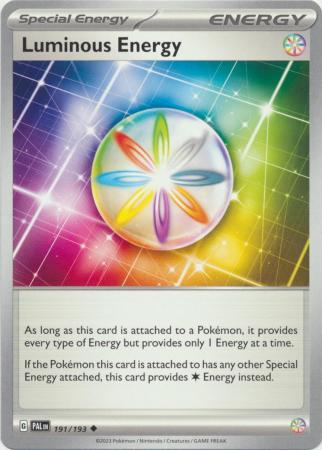 Special Energy ENERGY
Luminous Energy
As long as this card is attached to a Pokémon, it provides
every type of Energy but provides only 1 Energy at a time.
If the Pokémon this card is attached to has any other Special
Energy attached, this card provides Energy instead.
G PAL EN 191/193
©2023 Pokémon / Nintendo / Creatures / GAME FREAK